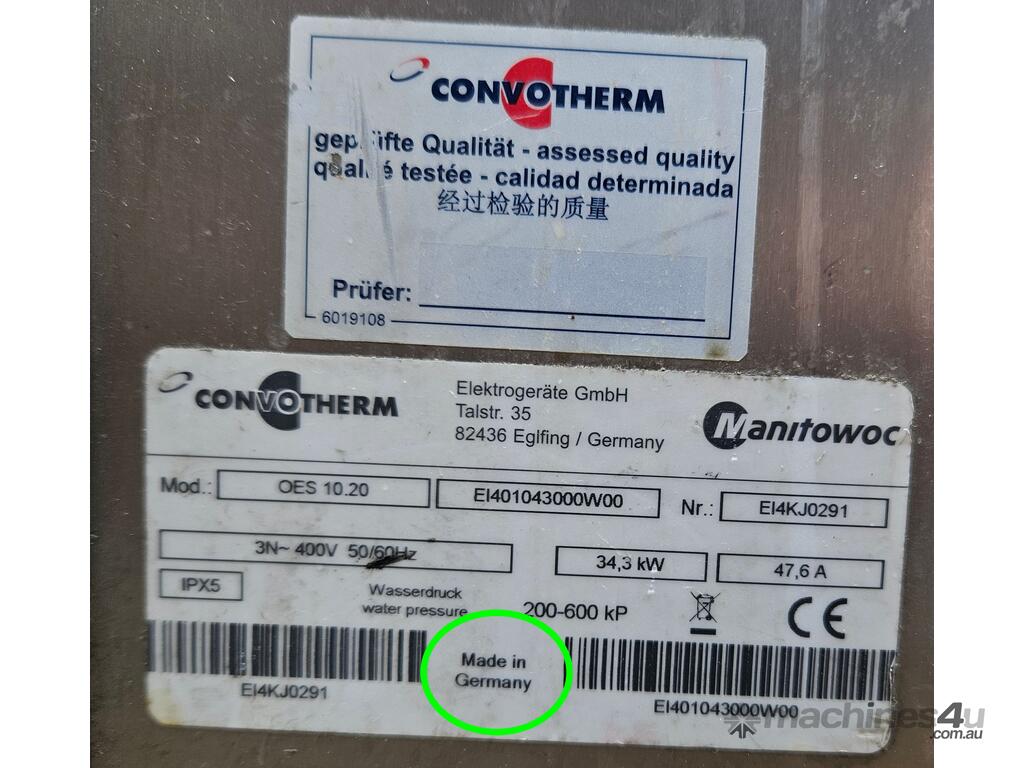 CONVOTHERM
geprüfte Qualität - assessed quality
qualité testée - calidad determinada
经过检验的质量
Prüfer:
6019108
CONVOTHERM
Elektrogeräte GmbH
Talstr. 35
82436 Eglfing / Germany
Manitowoc
Mod.: OES 10.20 EI401043000W00 Nr.: EI4KJ0291
3N~ 400V 50/60Hz 34,3 kW 47,6 A
IPX5
Wasserdruck
water pressure 200-600 kP
CE
Made in
Germany
EI4KJ0291
EI401043000W00
machines4u
.com.au